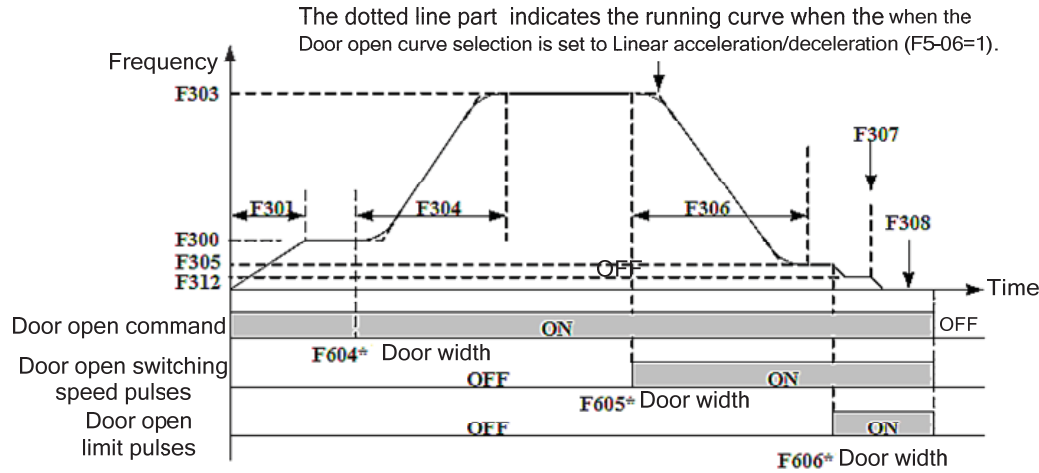 The dotted line part indicates the running curve when the when the
Door open curve selection is set to Linear acceleration/deceleration (F5-06=1).
Frequency
F303
F307
F301
F304
F306
F308
F300
F305
OFF
F312
Time
Door open command
ON
OFF
F604* Door width
Door open switching
speed pulses
OFF
ON
F605* Door width
Door open
limit pulses
OFF
ON
F606* Door width